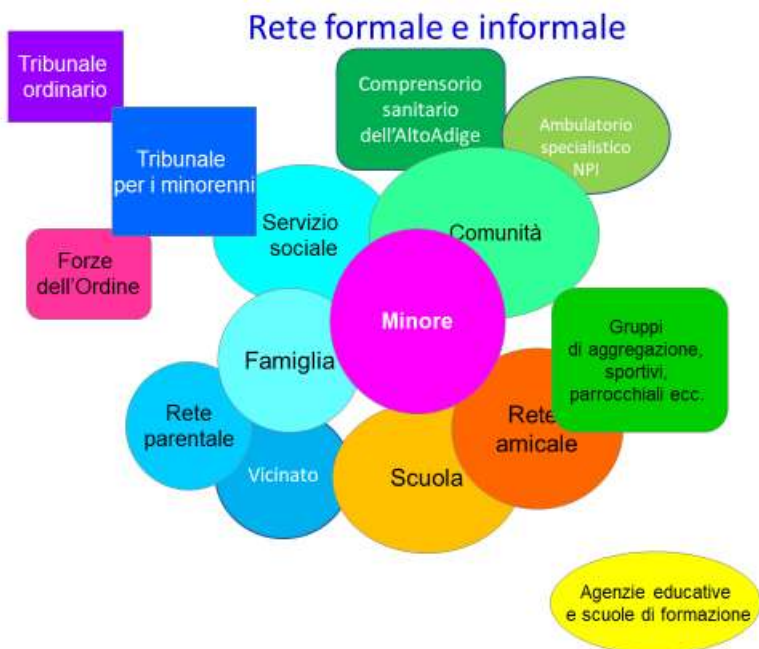 Rete formale e informale
Tribunale
ordinario
Comprensorio
sanitario
dell'AltoAdige
Ambulatorio
specialistico
NPI
Tribunale
per i minorenni
Servizio
sociale
Comunità
Forze
dell'Ordine
Minore
Gruppi
di aggregazione,
sportivi,
parrocchiali ecc.
Famiglia
Rete
parentale
Rete
amicale
Vicinato
Scuola
Agenzie educative
e scuole di formazione